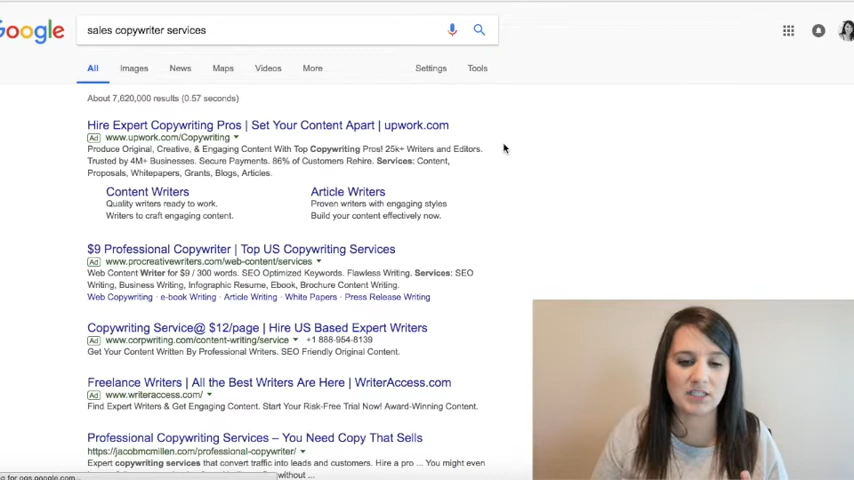 Google
sales copywriter services
All Images News Maps Videos More Settings Tools
About 7,620,000 results (0.57 seconds)
Hire Expert Copywriting Pros | Set Your Content Apart | upwork.com
Ad www.upwork.com/Copywriting
Produce Original, Creative, & Engaging Content With Top Copywriting Pros! 25k+ Writers and Editors.
Trusted by 4M+ Businesses. Secure Payments. 86% of Customers Rehire. Services: Content,
Proposals, Whitepapers, Grants, Blogs, Articles.
Content Writers Article Writers
Quality writers ready to work. Proven writers with engaging styles
Writers to craft engaging content. Build your content effectively now.
$9 Professional Copywriter | Top US Copywriting Services
Ad www.procreativewriters.com/web-content/services
Web Content Writer for $9 / 300 words. SEO Optimized Keywords. Flawless Writing. Services: SEO
Writing, Business Writing, Infographic Resume, Ebook, Brochure Content Writing.
Web Copywriting · e-book Writing · Article Writing · White Papers · Press Release Writing
Copywriting Service@ $12/page | Hire US Based Expert Writers
Ad www.corpwriting.com/content-writing/service +1 888-954-8139
Get Your Content Written By Professional Writers. SEO Friendly Original Content.
Freelance Writers | All the Best Writers Are Here | WriterAccess.com
Ad www.writeraccess.com/
Find Expert Writers & Get Engaging Content. Start Your Risk-Free Trial Now! Award-Winning Content.
Professional Copywriting Services – You Need Copy That Sells
https://jacobmcmillen.com/professional-copywriter/
Expert copywriting services that convert traffic into leads and customers. Hire a pro ... You might even
without ...